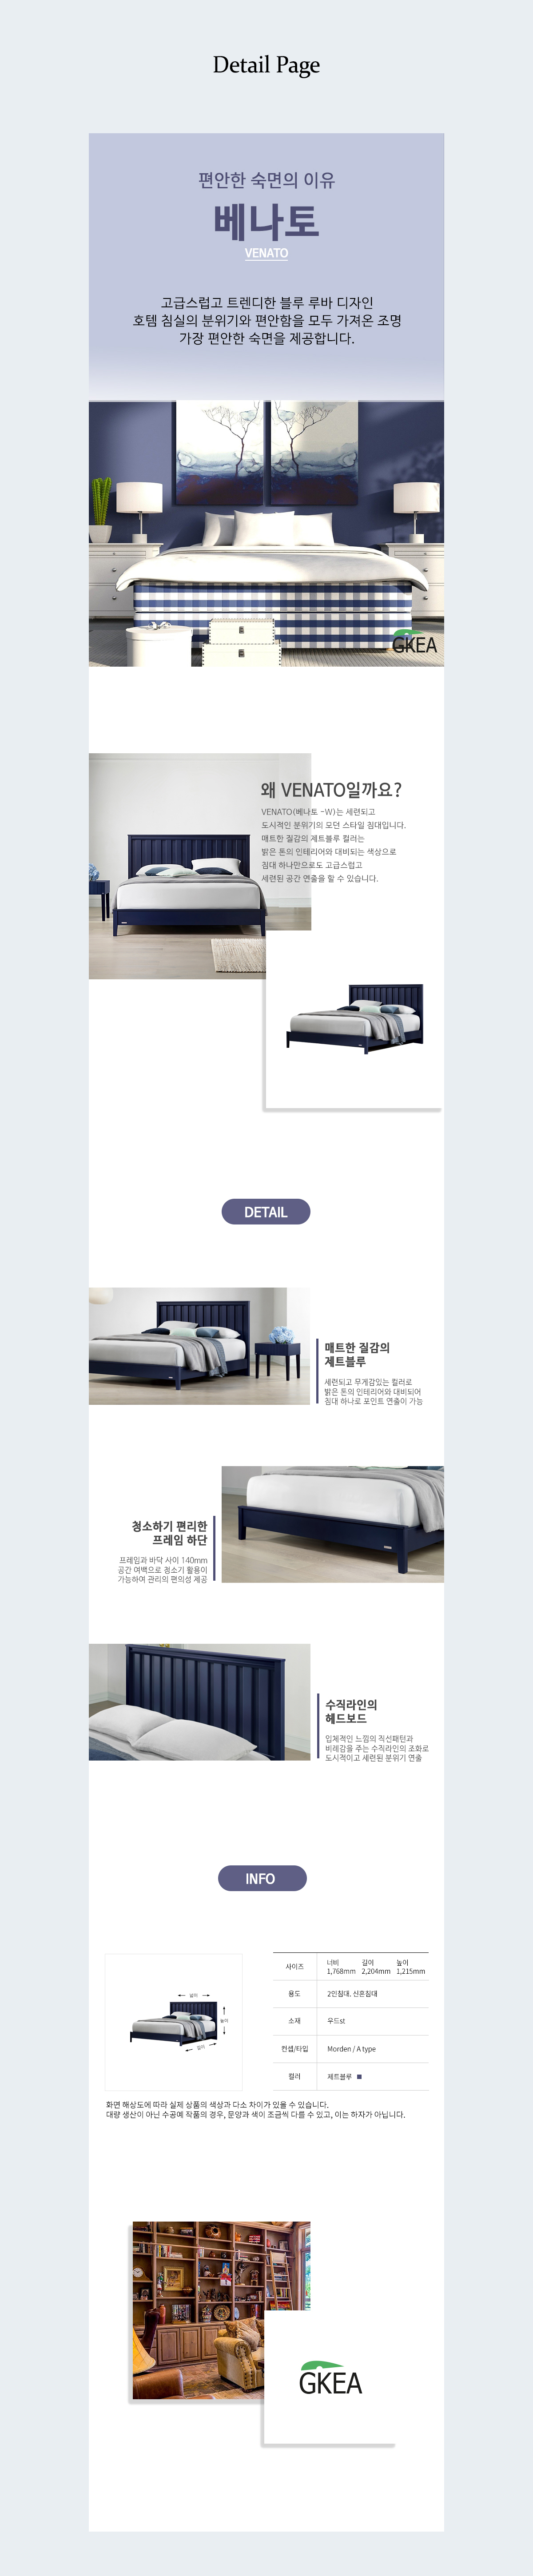 Detail Page
편안한 숙면의 이유
베나토
VENATO
고급스럽고 트렌디한 블루 루바 디자인
호템 침실의 분위기와 편안함을 모두 가져온 조명
가장 편안한 숙면을 제공합니다.
GKEA
왜 VENATO일까요?
VENATO(베나토 -W)는 세련되고
도시적인 분위기의 모던 스타일 침대입니다.
매트한 질감의 제트블루 컬러는
밝은 톤의 인테리어와 대비되는 색상으로
침대 하나만으로도 고급스럽고
세련된 공간 연출을 할 수 있습니다.
DETAIL
매트한 질감의
제트블루
세련되고 무게감있는 컬러로
밝은 톤의 인테리어와 대비되어
침대 하나로 포인트 연출이 가능
청소하기 편리한
프레임 하단
프레임과 바닥 사이 140mm
공간 여백으로 청소기 활용이
가능하여 관리의 편의성 제공
수직라인의
헤드보드
입체적인 느낌의 직선패턴과
비례감을 주는 수직라인의 조화로
도시적이고 세련된 분위기 연출
INFO
넓이
높이
길이
사이즈 너비 길이 높이
1,768mm 2,204mm 1,215mm
용도 2인침대, 신혼침대
소재 우드st
컨셉/타입 Morden / A type
컬러 제트블루
화면 해상도에 따라 실제 상품의 색상과 다소 차이가 있을 수 있습니다.
대량 생산이 아닌 수공예 작품의 경우, 문양과 색이 조금씩 다를 수 있고, 이는 하자가 아닙니다.
GKEA